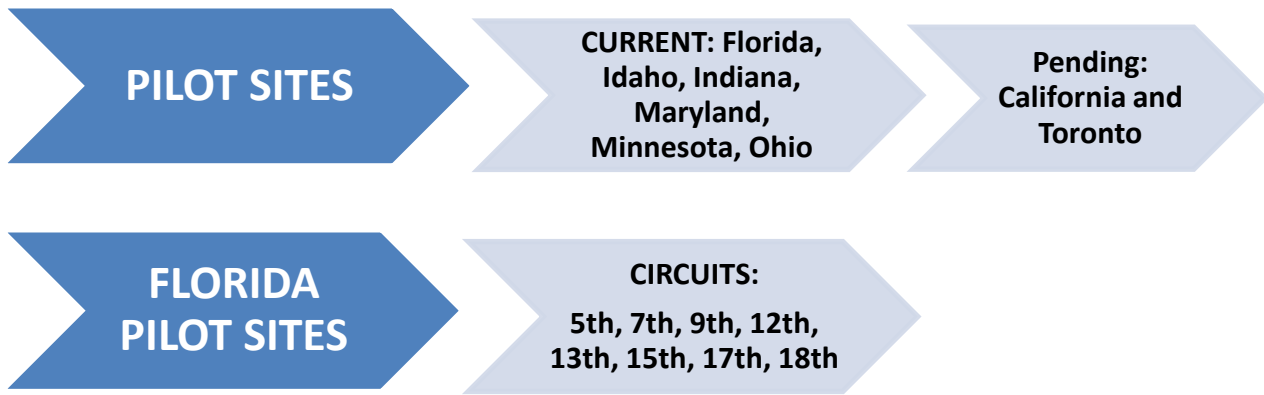 PILOT SITES
CURRENT: Florida,
Idaho, Indiana,
Maryland,
Minnesota, Ohio
Pending:
California and
Toronto
FLORIDA
PILOT SITES
CIRCUITS:
5th, 7th, 9th, 12th,
13th, 15th, 17th, 18th